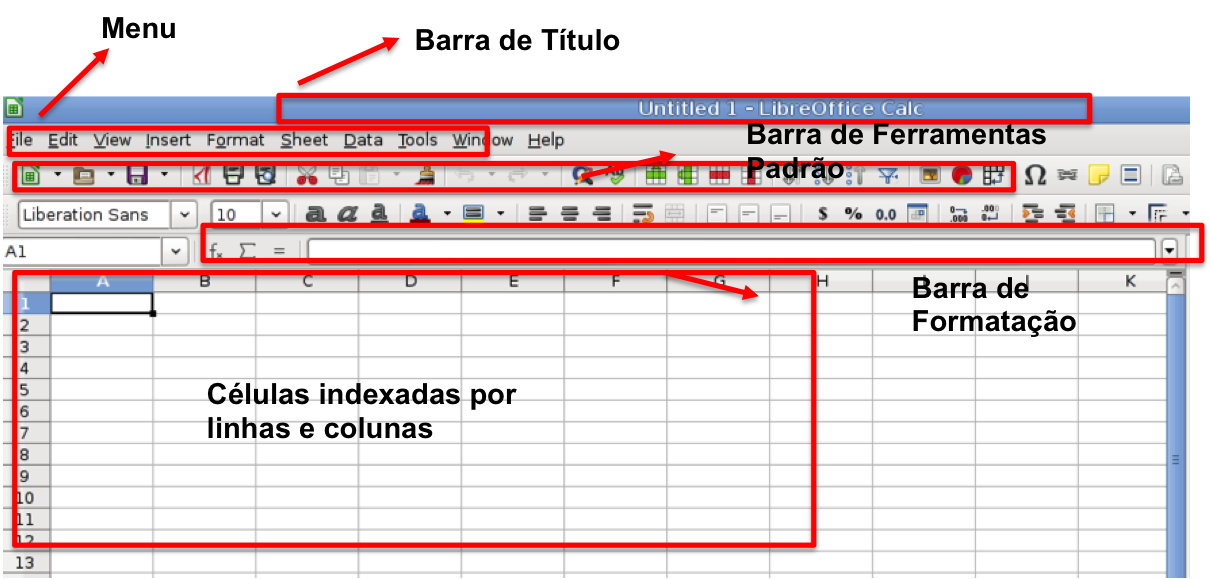 Menu
Barra de Título
Untitled 1 - LibreOffice Calc
File Edit View Insert Format Sheet Data Tools Window Help
Barra de Ferramentas
Padrão
Liberation Sans 10 a a a a $ % 0.0
A1 fx Σ =
A B C D E F G H I J K
1
2
3
4
5
6
7
8
9
10
11
12
13
Barra de
Formatação
Células indexadas por
linhas e colunas